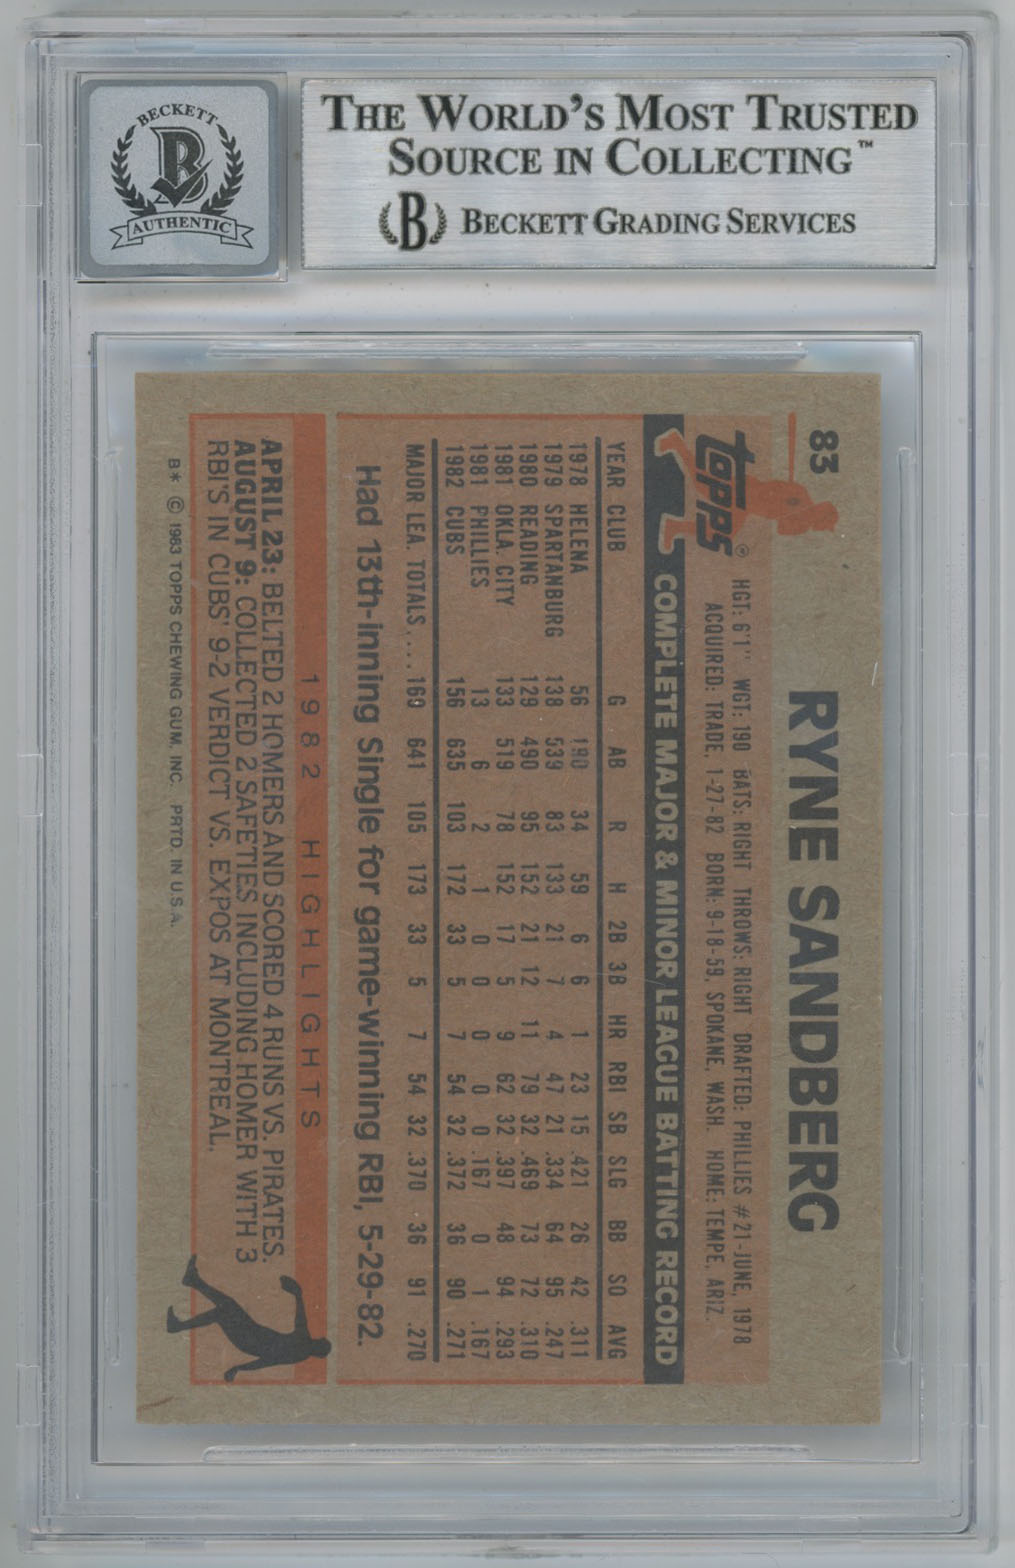 BECKETT
B
AUTHENTIC
THE WORLD'S MOST TRUSTED
SOURCE IN COLLECTING™
B BECKETT GRADING SERVICES
83
RYNE SANDBERG
topps®
HGT: 6'1" WGT: 190 BATS: RIGHT THROWS: RIGHT DRAFTED: PHILLIES #21-JUNE, 1978
ACQUIRED: TRADE, 1-27-82 BORN: 9-18-59, SPOKANE, WASH. HOME: TEMPE, ARIZ.
COMPLETE MAJOR & MINOR LEAGUE BATTING RECORD
YEAR CLUB G AB R H 2B 3B HR RBI SB SLG BB SO AVG
1978 HELENA 56 190 34 59 6 6 1 23 15 .421 26 42 .311
1979 SPARTANBURG 138 539 83 133 21 7 4 47 21 .334 64 95 .247
1980 READING 129 490 95 152 21 12 11 79 32 .469 73 72 .310
1981 OKLA. CITY 133 519 78 152 17 5 9 62 32 .397 48 94 .293
1981 PHILLIES 13 6 2 1 0 0 0 0 0 .167 0 1 .167
1982 CUBS 156 635 103 172 33 5 7 54 32 .372 36 90 .271
MAJOR LEA. TOTALS.... 169 641 105 173 33 5 7 54 32 .370 36 91 .270
Had 13th-inning single for game-winning RBI, 5-29-82.
1982 HIGHLIGHTS
APRIL 23: BELTED 2 HOMERS AND SCORED 4 RUNS VS. PIRATES.
AUGUST 9: COLLECTED 2 SAFETIES INCLUDING HOMER WITH 3
RBI'S IN CUBS' 9-2 VERDICT VS. EXPOS AT MONTREAL.
B* © 1983 TOPPS CHEWING GUM, INC. PRTD. IN U.S.A.